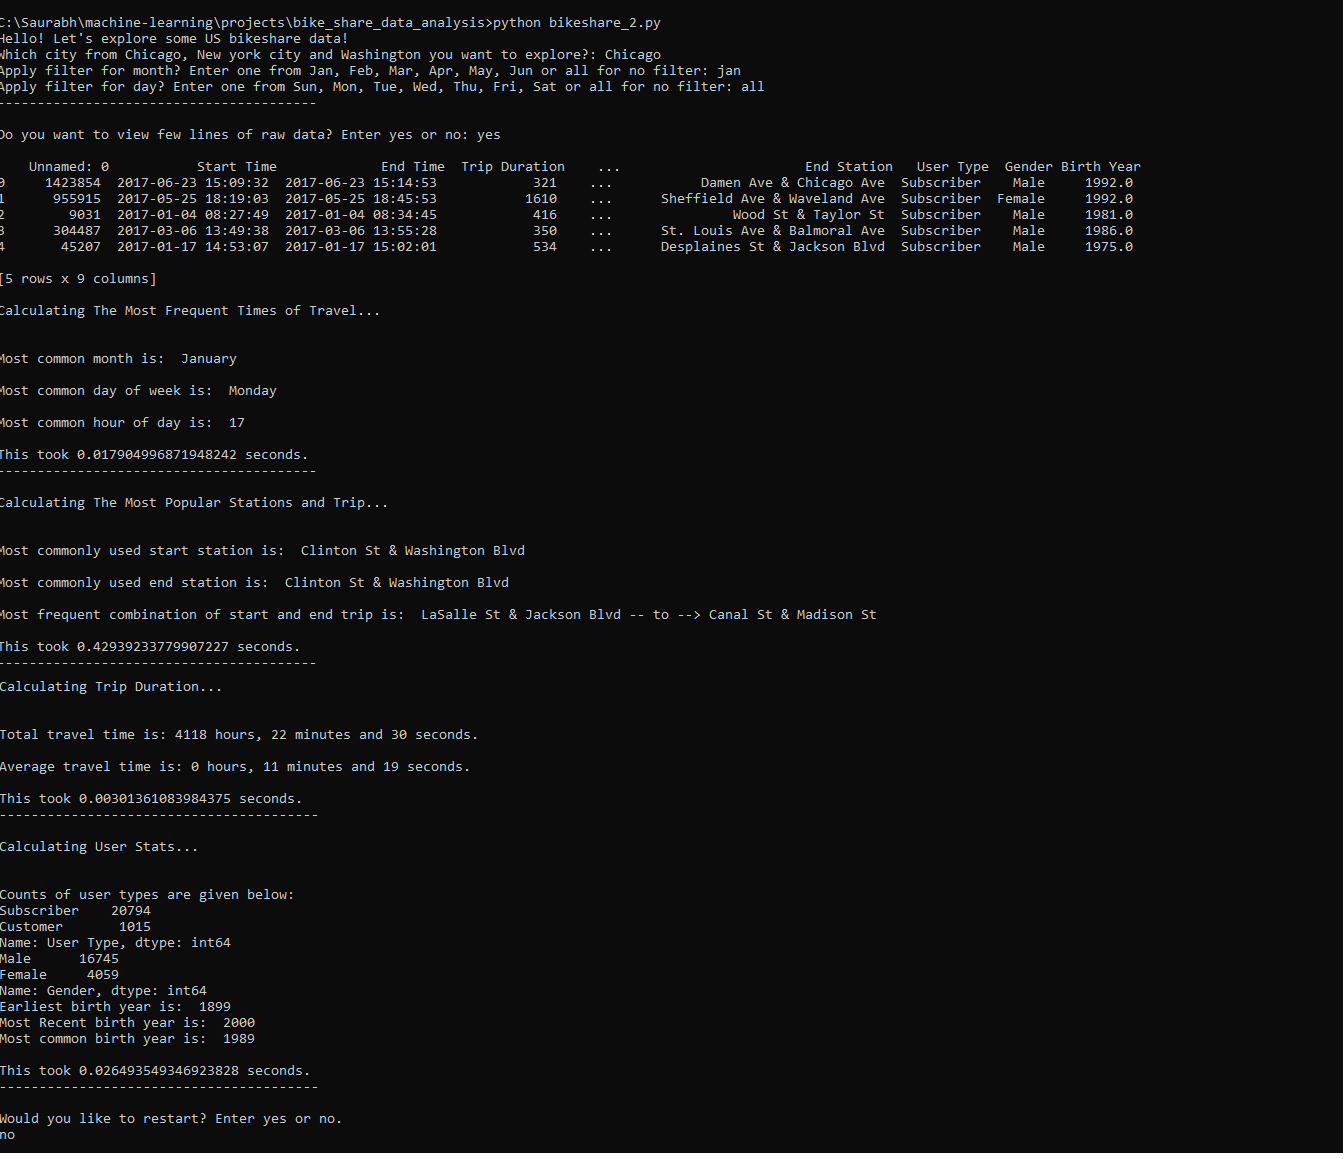 C:\Saurabh\machine-learning\projects\bike_share_data_analysis>python bikeshare_2.py
Hello! Let's explore some US bikeshare data!
Which city from Chicago, New york city and Washington you want to explore?: Chicago
Apply filter for month? Enter one from Jan, Feb, Mar, Apr, May, Jun or all for no filter: jan
Apply filter for day? Enter one from Sun, Mon, Tue, Wed, Thu, Fri, Sat or all for no filter: all
----------------------------------------
Do you want to view few lines of raw data? Enter yes or no: yes
Unnamed: 0 Start Time End Time Trip Duration ... End Station User Type Gender Birth Year
0 1423854 2017-06-23 15:09:32 2017-06-23 15:14:53 321 ... Damen Ave & Chicago Ave Subscriber Male 1992.0
1 955915 2017-05-25 18:19:03 2017-05-25 18:45:53 1610 ... Sheffield Ave & Waveland Ave Subscriber Female 1992.0
2 9031 2017-01-04 08:27:49 2017-01-04 08:34:45 416 ... Wood St & Taylor St Subscriber Male 1981.0
3 304487 2017-03-06 13:49:38 2017-03-06 13:55:28 350 ... St. Louis Ave & Balmoral Ave Subscriber Male 1986.0
4 45207 2017-01-17 14:53:07 2017-01-17 15:02:01 534 ... Desplaines St & Jackson Blvd Subscriber Male 1975.0
[5 rows x 9 columns]
Calculating The Most Frequent Times of Travel...
Most common month is:  January
Most common day of week is:  Monday
Most common hour of day is:  17
This took 0.017904996871948242 seconds.
----------------------------------------
Calculating The Most Popular Stations and Trip...
Most commonly used start station is:  Clinton St & Washington Blvd
Most commonly used end station is:  Clinton St & Washington Blvd
Most frequent combination of start and end trip is:  LaSalle St & Jackson Blvd -- to --> Canal St & Madison St
This took 0.42939233779907227 seconds.
----------------------------------------
Calculating Trip Duration...
Total travel time is: 4118 hours, 22 minutes and 30 seconds.
Average travel time is: 0 hours, 11 minutes and 19 seconds.
This took 0.00301361083984375 seconds.
----------------------------------------
Calculating User Stats...
Counts of user types are given below:
Subscriber    20794
Customer       1015
Name: User Type, dtype: int64
Male      16745
Female     4059
Name: Gender, dtype: int64
Earliest birth year is:  1899
Most Recent birth year is:  2000
Most common birth year is:  1989
This took 0.026493549346923828 seconds.
----------------------------------------
Would you like to restart? Enter yes or no.
no